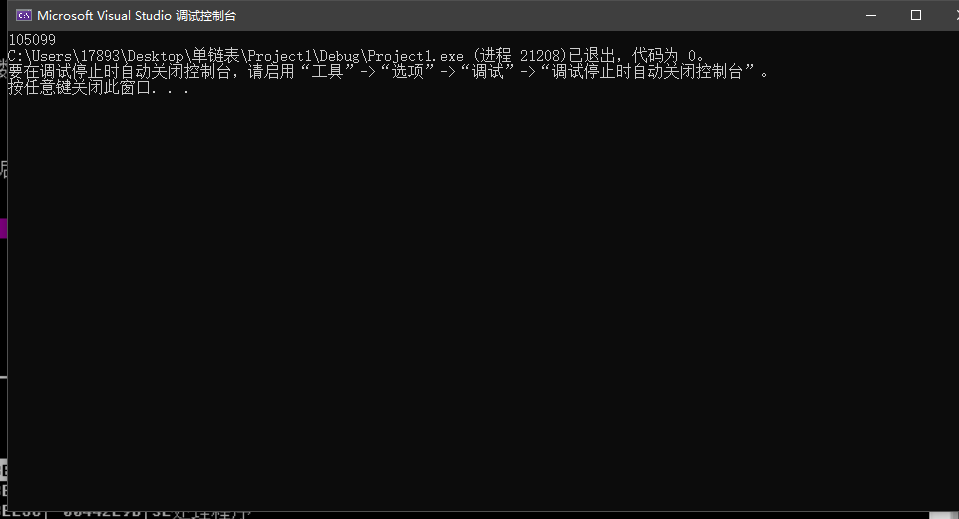 Microsoft Visual Studio 调试控制台
105099
C:\Users\17893\Desktop\单链表\Project1\Debug\Project1.exe (进程 21208)已退出，代码为 0。
要在调试停止时自动关闭控制台，请启用“工具”->“选项”->“调试”->“调试停止时自动关闭控制台”。
按任意键关闭此窗口. . .